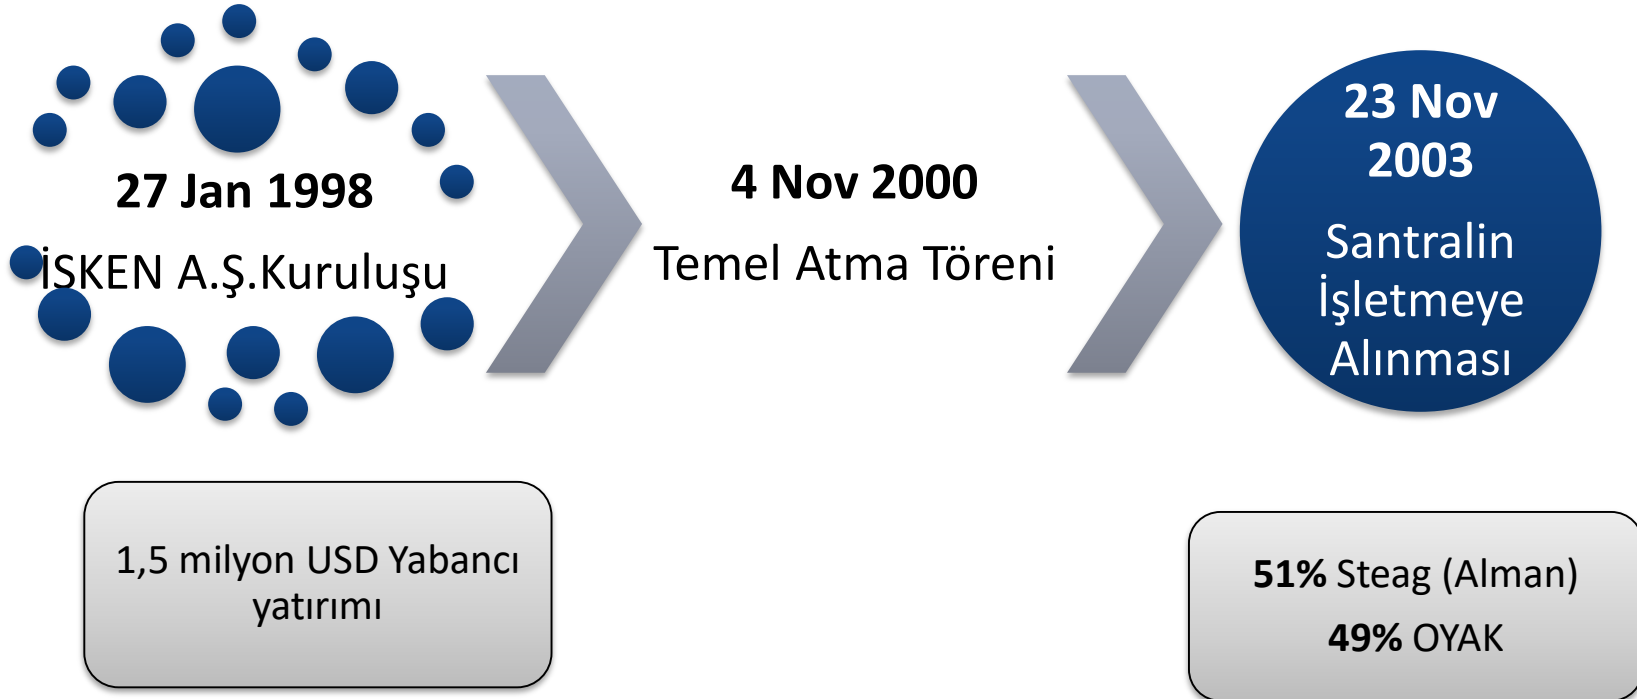 27 Jan 1998
İSKEN A.Ş.Kuruluşu
4 Nov 2000
Temel Atma Töreni
23 Nov
2003
Santralin
İşletmeye
Alınması
1,5 milyon USD Yabancı
yatırımı
51% Steag (Alman)
49% OYAK